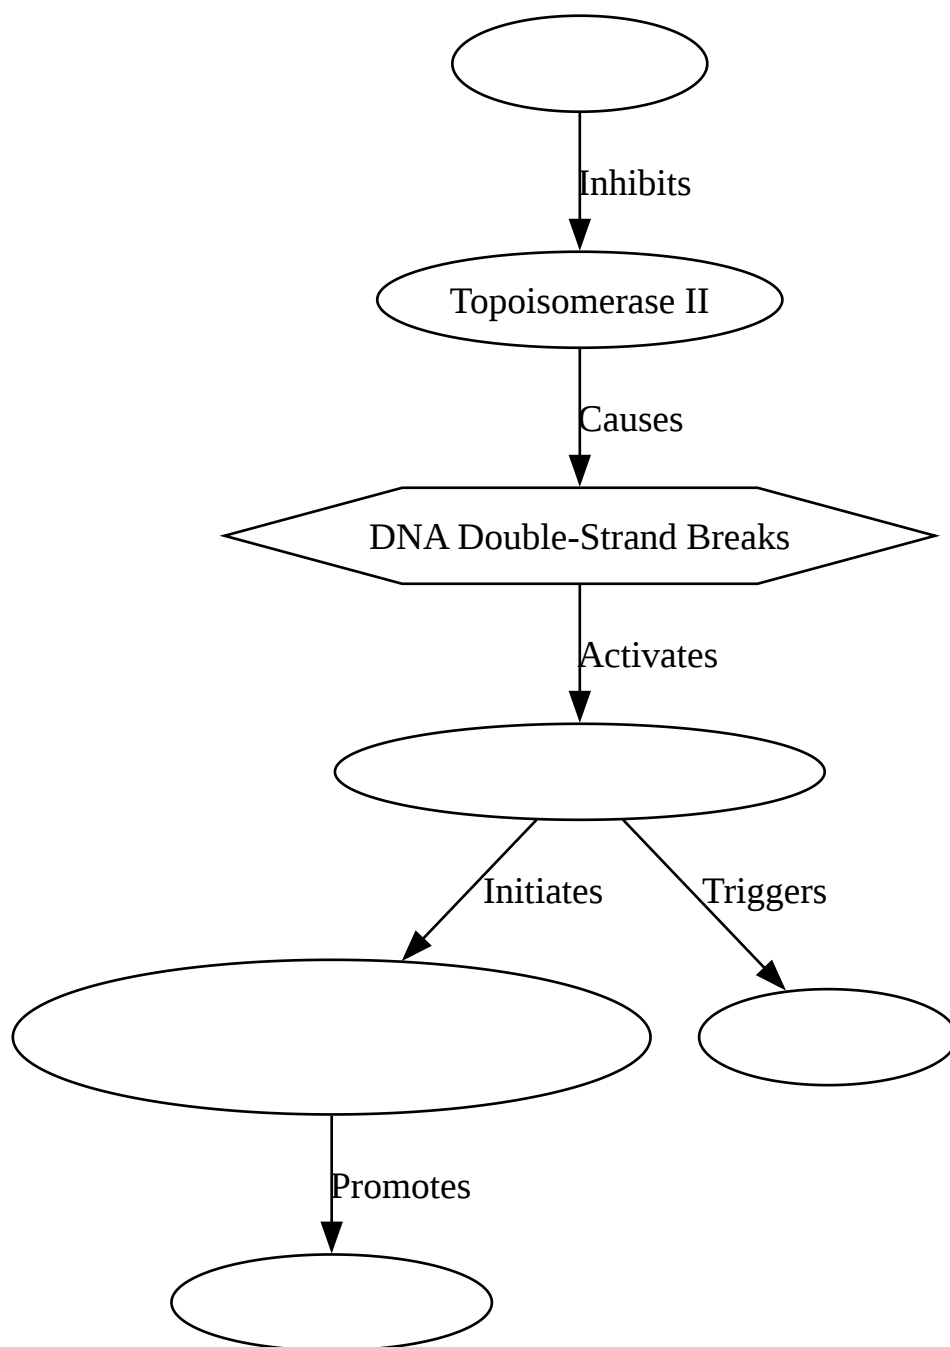 Inhibits
Topoisomerase II
Causes
DNA Double-Strand Breaks
Activates
Initiates
Triggers
Promotes